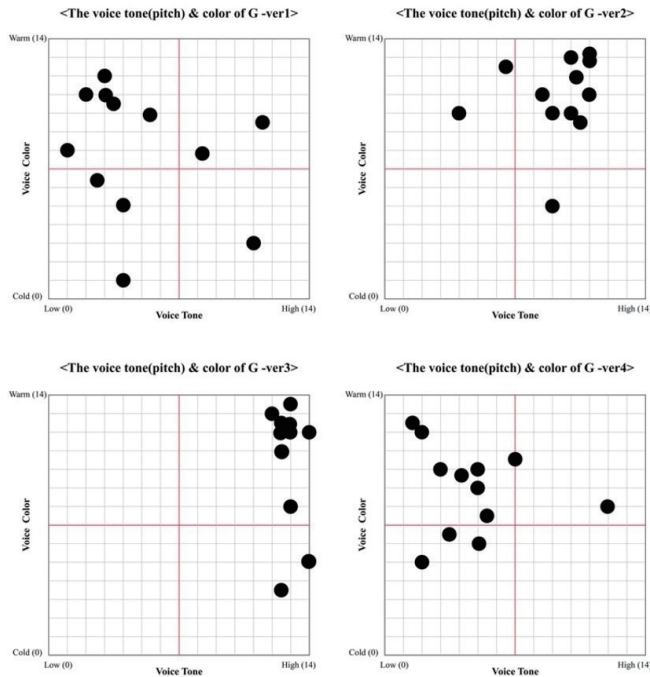 <The voice tone(pitch) & color of G -ver1>
Warm (14)
Voice Color
Cold (0)
Low (0)
High (14)
Voice Tone
<The voice tone(pitch) & color of G -ver2>
Warm (14)
Voice Color
Cold (0)
Low (0)
High (14)
Voice Tone
<The voice tone(pitch) & color of G -ver3>
Warm (14)
Voice Color
Cold (0)
Low (0)
High (14)
Voice Tone
<The voice tone(pitch) & color of G -ver4>
Warm (14)
Voice Color
Cold (0)
Low (0)
High (14)
Voice Tone